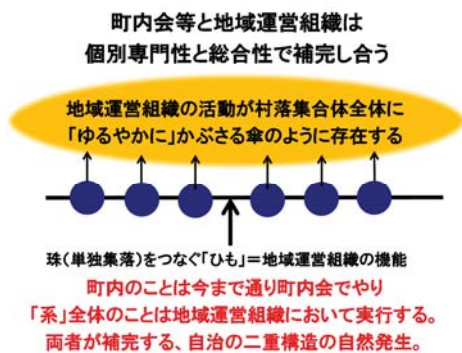 町内会等と地域運営組織は
個別専門性と総合性で補完し合う
地域運営組織の活動が村落集合体全体に
「ゆるやかに」かぶさる傘のように存在する
珠(単独集落)をつなぐ「ひも」=地域運営組織の機能
町内のことは今まで通り町内会でやり
「系」全体のことは地域運営組織において実行する。
両者が補完する、自治の二重構造の自然発生。